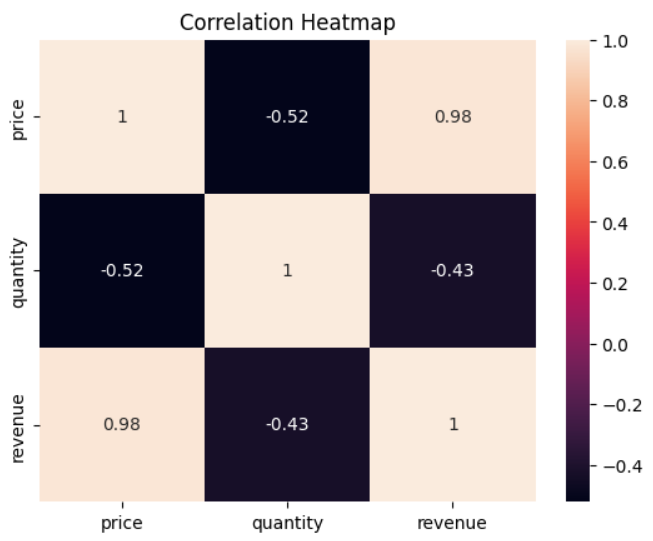 Correlation Heatmap
price
1
-0.52
0.98
quantity
-0.52
1
-0.43
revenue
0.98
-0.43
1
price
quantity
revenue
1.0
0.8
0.6
0.4
0.2
0.0
−0.2
−0.4